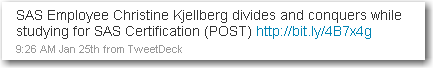 SAS Employee Christine Kjellberg divides and conquers while
studying for SAS Certification (POST) http://bit.ly/4B7x4g
9:26 AM Jan 25th from TweetDeck